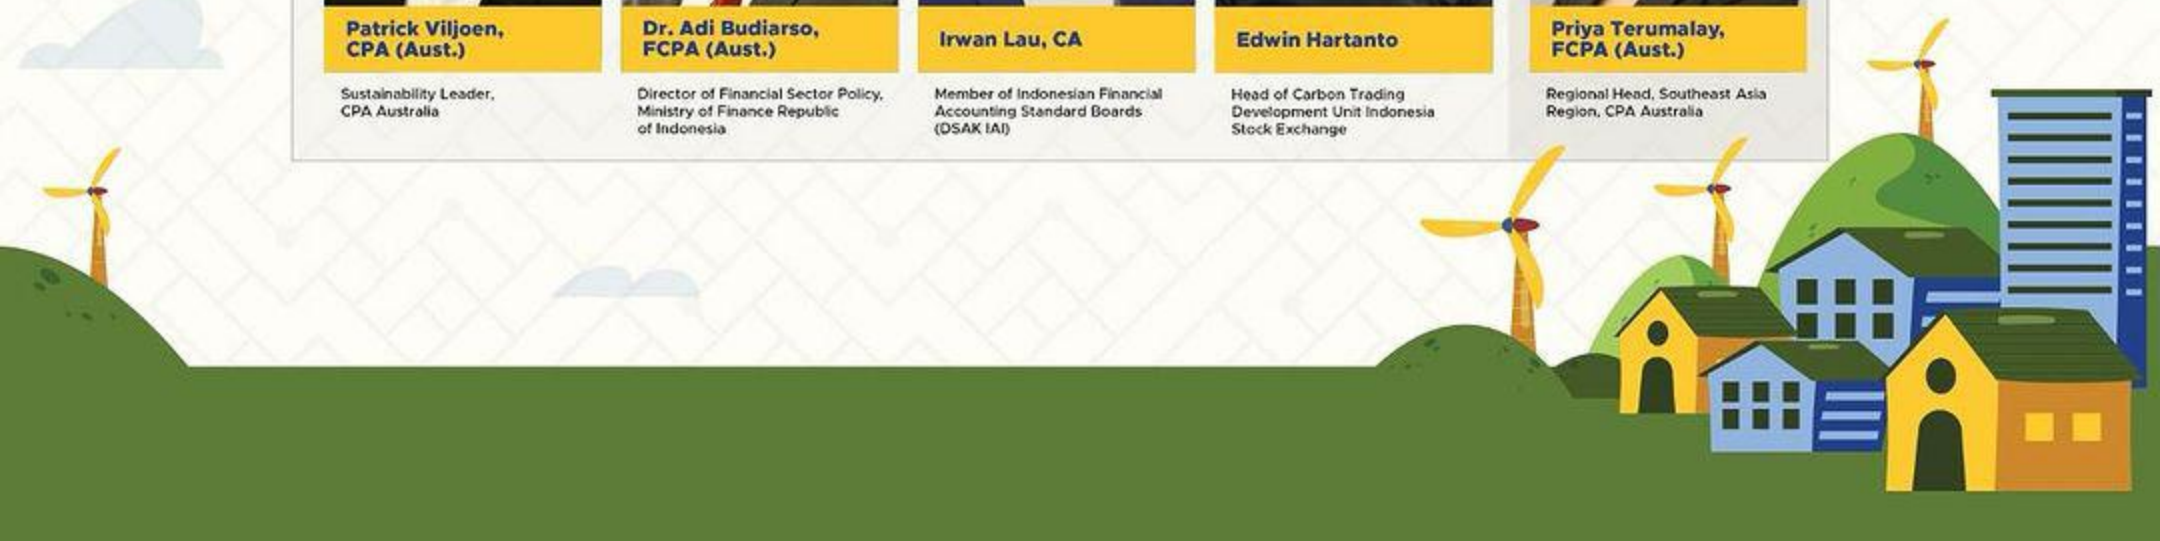 Patrick Viljoen,
CPA (Aust.)
Sustainability Leader,
CPA Australia
Dr. Adi Budiarso,
FCPA (Aust.)
Director of Financial Sector Policy,
Ministry of Finance Republic
of Indonesia
Irwan Lau, CA
Member of Indonesian Financial
Accounting Standard Boards
(DSAK IAI)
Edwin Hartanto
Head of Carbon Trading
Development Unit Indonesia
Stock Exchange
Priya Terumalay,
FCPA (Aust.)
Regional Head, Southeast Asia
Region, CPA Australia